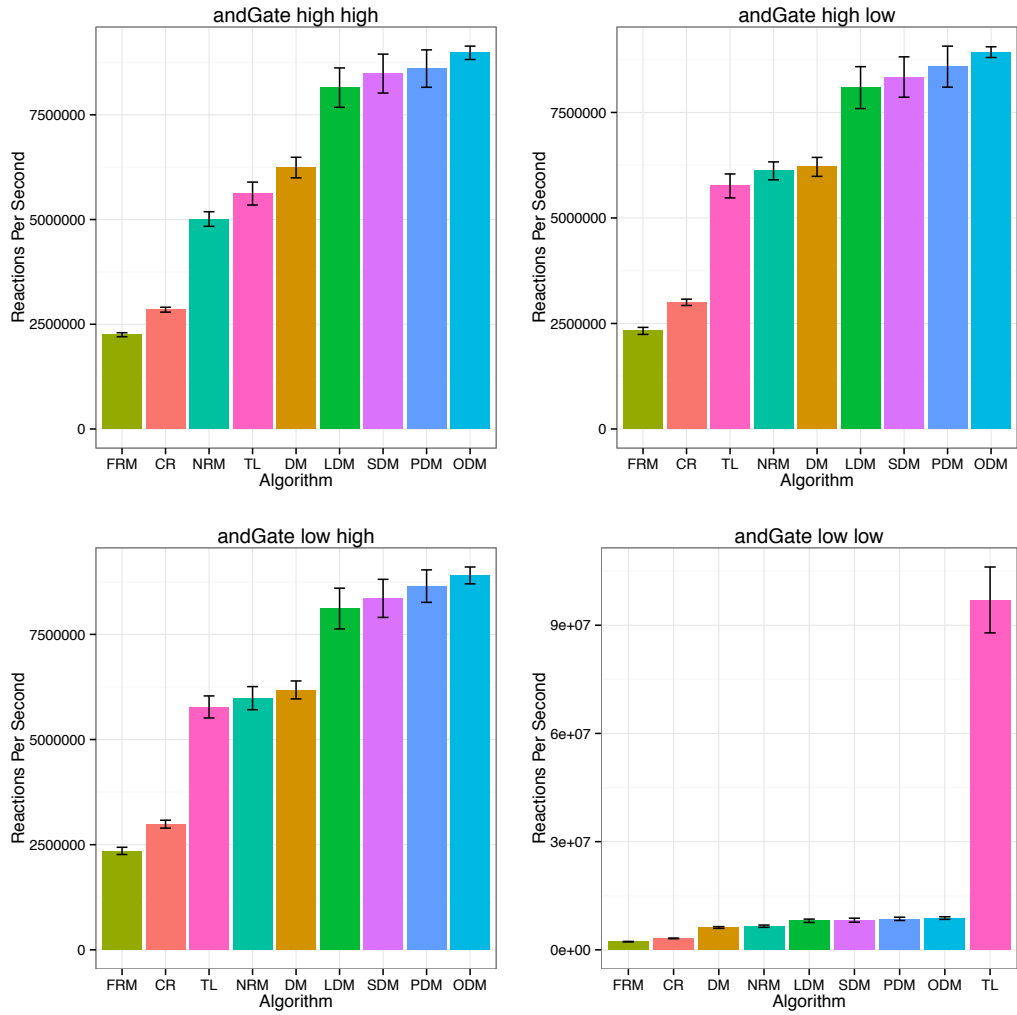 andGate high high
Reactions Per Second
7500000
5000000
2500000
0
FRM CR NRM TL DM LDM SDM PDM ODM
Algorithm
andGate high low
Reactions Per Second
7500000
5000000
2500000
0
FRM CR TL NRM DM LDM SDM PDM ODM
Algorithm
andGate low high
Reactions Per Second
7500000
5000000
2500000
0
FRM CR TL NRM DM LDM SDM PDM ODM
Algorithm
andGate low low
Reactions Per Second
9e+07
6e+07
3e+07
0e+00
FRM CR DM NRM LDM SDM PDM ODM TL
Algorithm